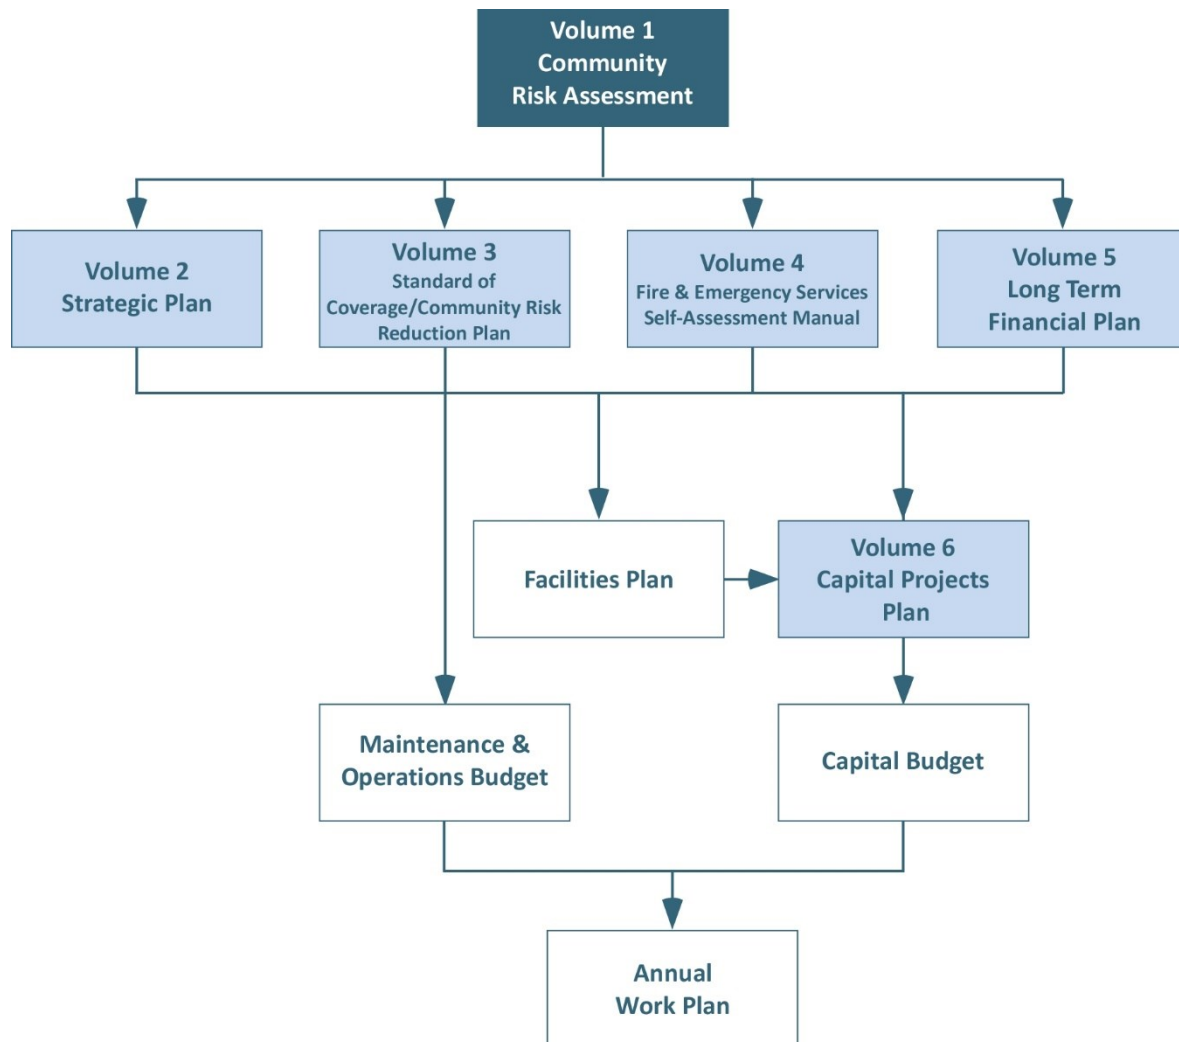 Volume 1
Community
Risk Assessment
Volume 2
Strategic Plan
Volume 3
Standard of
Coverage/Community Risk
Reduction Plan
Volume 4
Fire & Emergency Services
Self-Assessment Manual
Volume 5
Long Term
Financial Plan
Facilities Plan
Volume 6
Capital Projects
Plan
Maintenance &
Operations Budget
Capital Budget
Annual
Work Plan